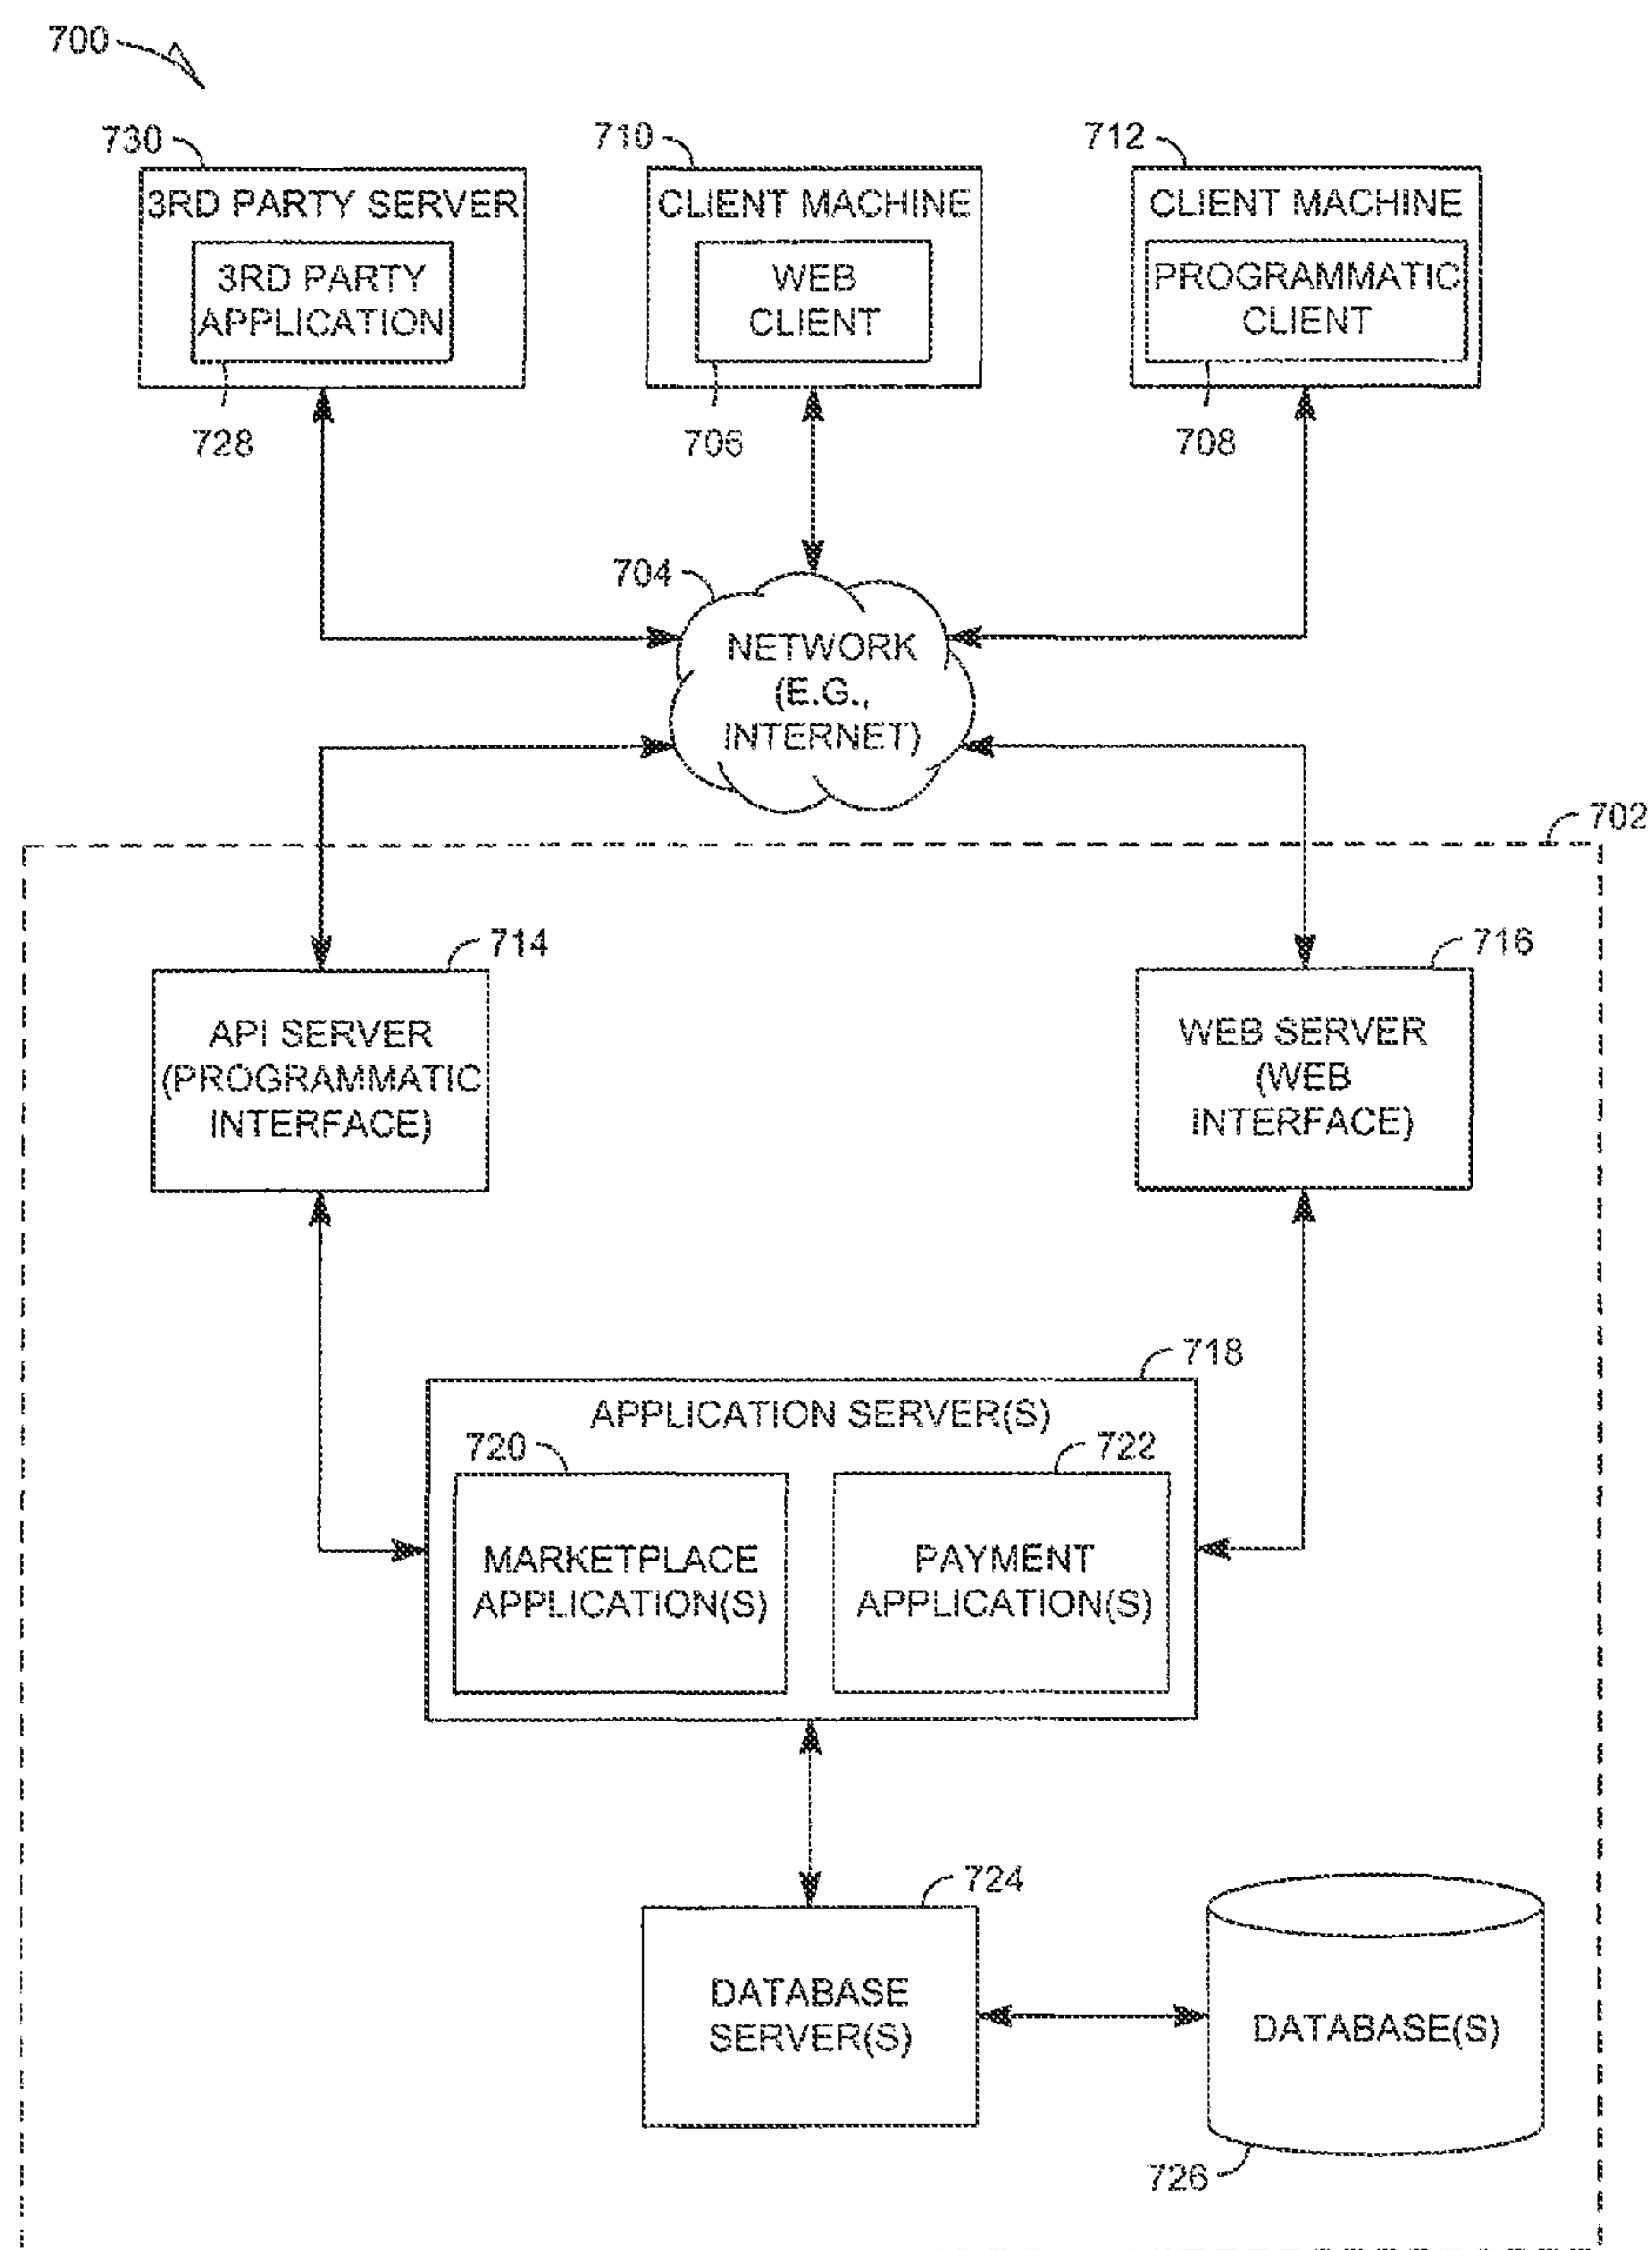 700
730
710
712
3RD PARTY SERVER
CLIENT MACHINE
CLIENT MACHINE
3RD PARTY
APPLICATION
WEB
CLIENT
PROGRAMMATIC
CLIENT
728
706
708
704
NETWORK
(E.G.,
INTERNET)
702
714
716
API SERVER
(PROGRAMMATIC
INTERFACE)
WEB SERVER
(WEB
INTERFACE)
718
APPLICATION SERVER(S)
720
722
MARKETPLACE
APPLICATION(S)
PAYMENT
APPLICATION(S)
724
DATABASE
SERVER(S)
DATABASE(S)
726